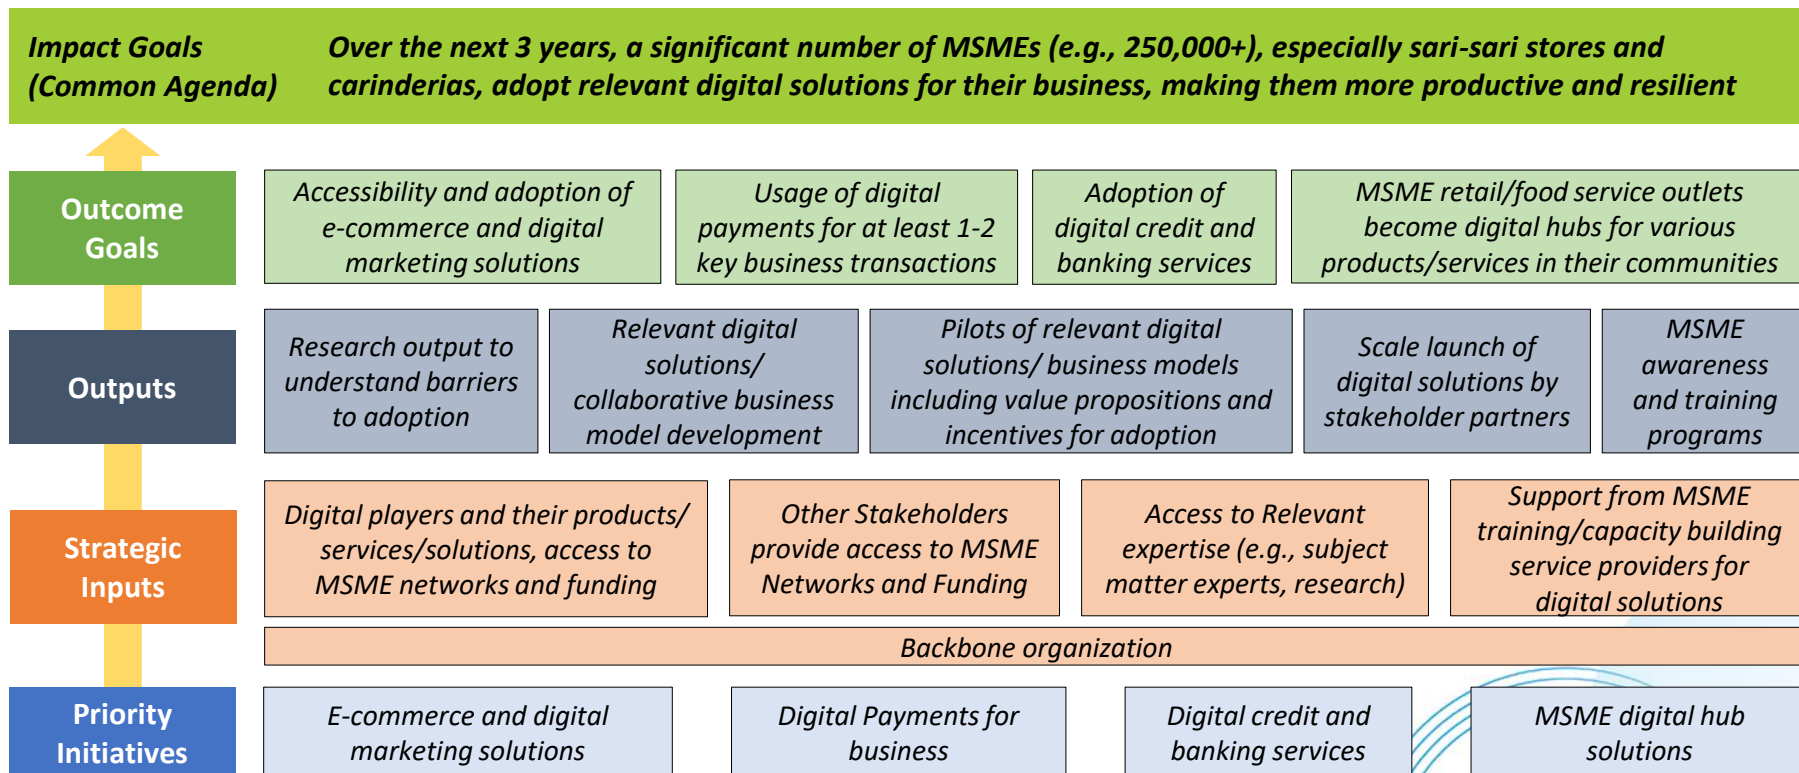 Impact Goals
(Common Agenda)
Over the next 3 years, a significant number of MSMEs (e.g., 250,000+), especially sari-sari stores and
carinderias, adopt relevant digital solutions for their business, making them more productive and resilient
Outcome
Goals
Accessibility and adoption of
e-commerce and digital
marketing solutions
Usage of digital
payments for at least 1-2
key business transactions
Adoption of
digital credit and
banking services
MSME retail/food service outlets
become digital hubs for various
products/services in their communities
Outputs
Research output to
understand barriers
to adoption
Relevant digital
solutions/
collaborative business
model development
Pilots of relevant digital
solutions/ business models
including value propositions and
incentives for adoption
Scale launch of
digital solutions by
stakeholder partners
MSME
awareness
and training
programs
Strategic
Inputs
Digital players and their products/
services/solutions, access to
MSME networks and funding
Other Stakeholders
provide access to MSME
Networks and Funding
Access to Relevant
expertise (e.g., subject
matter experts, research)
Support from MSME
training/capacity building
service providers for
digital solutions
Backbone organization
Priority
Initiatives
E-commerce and digital
marketing solutions
Digital Payments for
business
Digital credit and
banking services
MSME digital hub
solutions